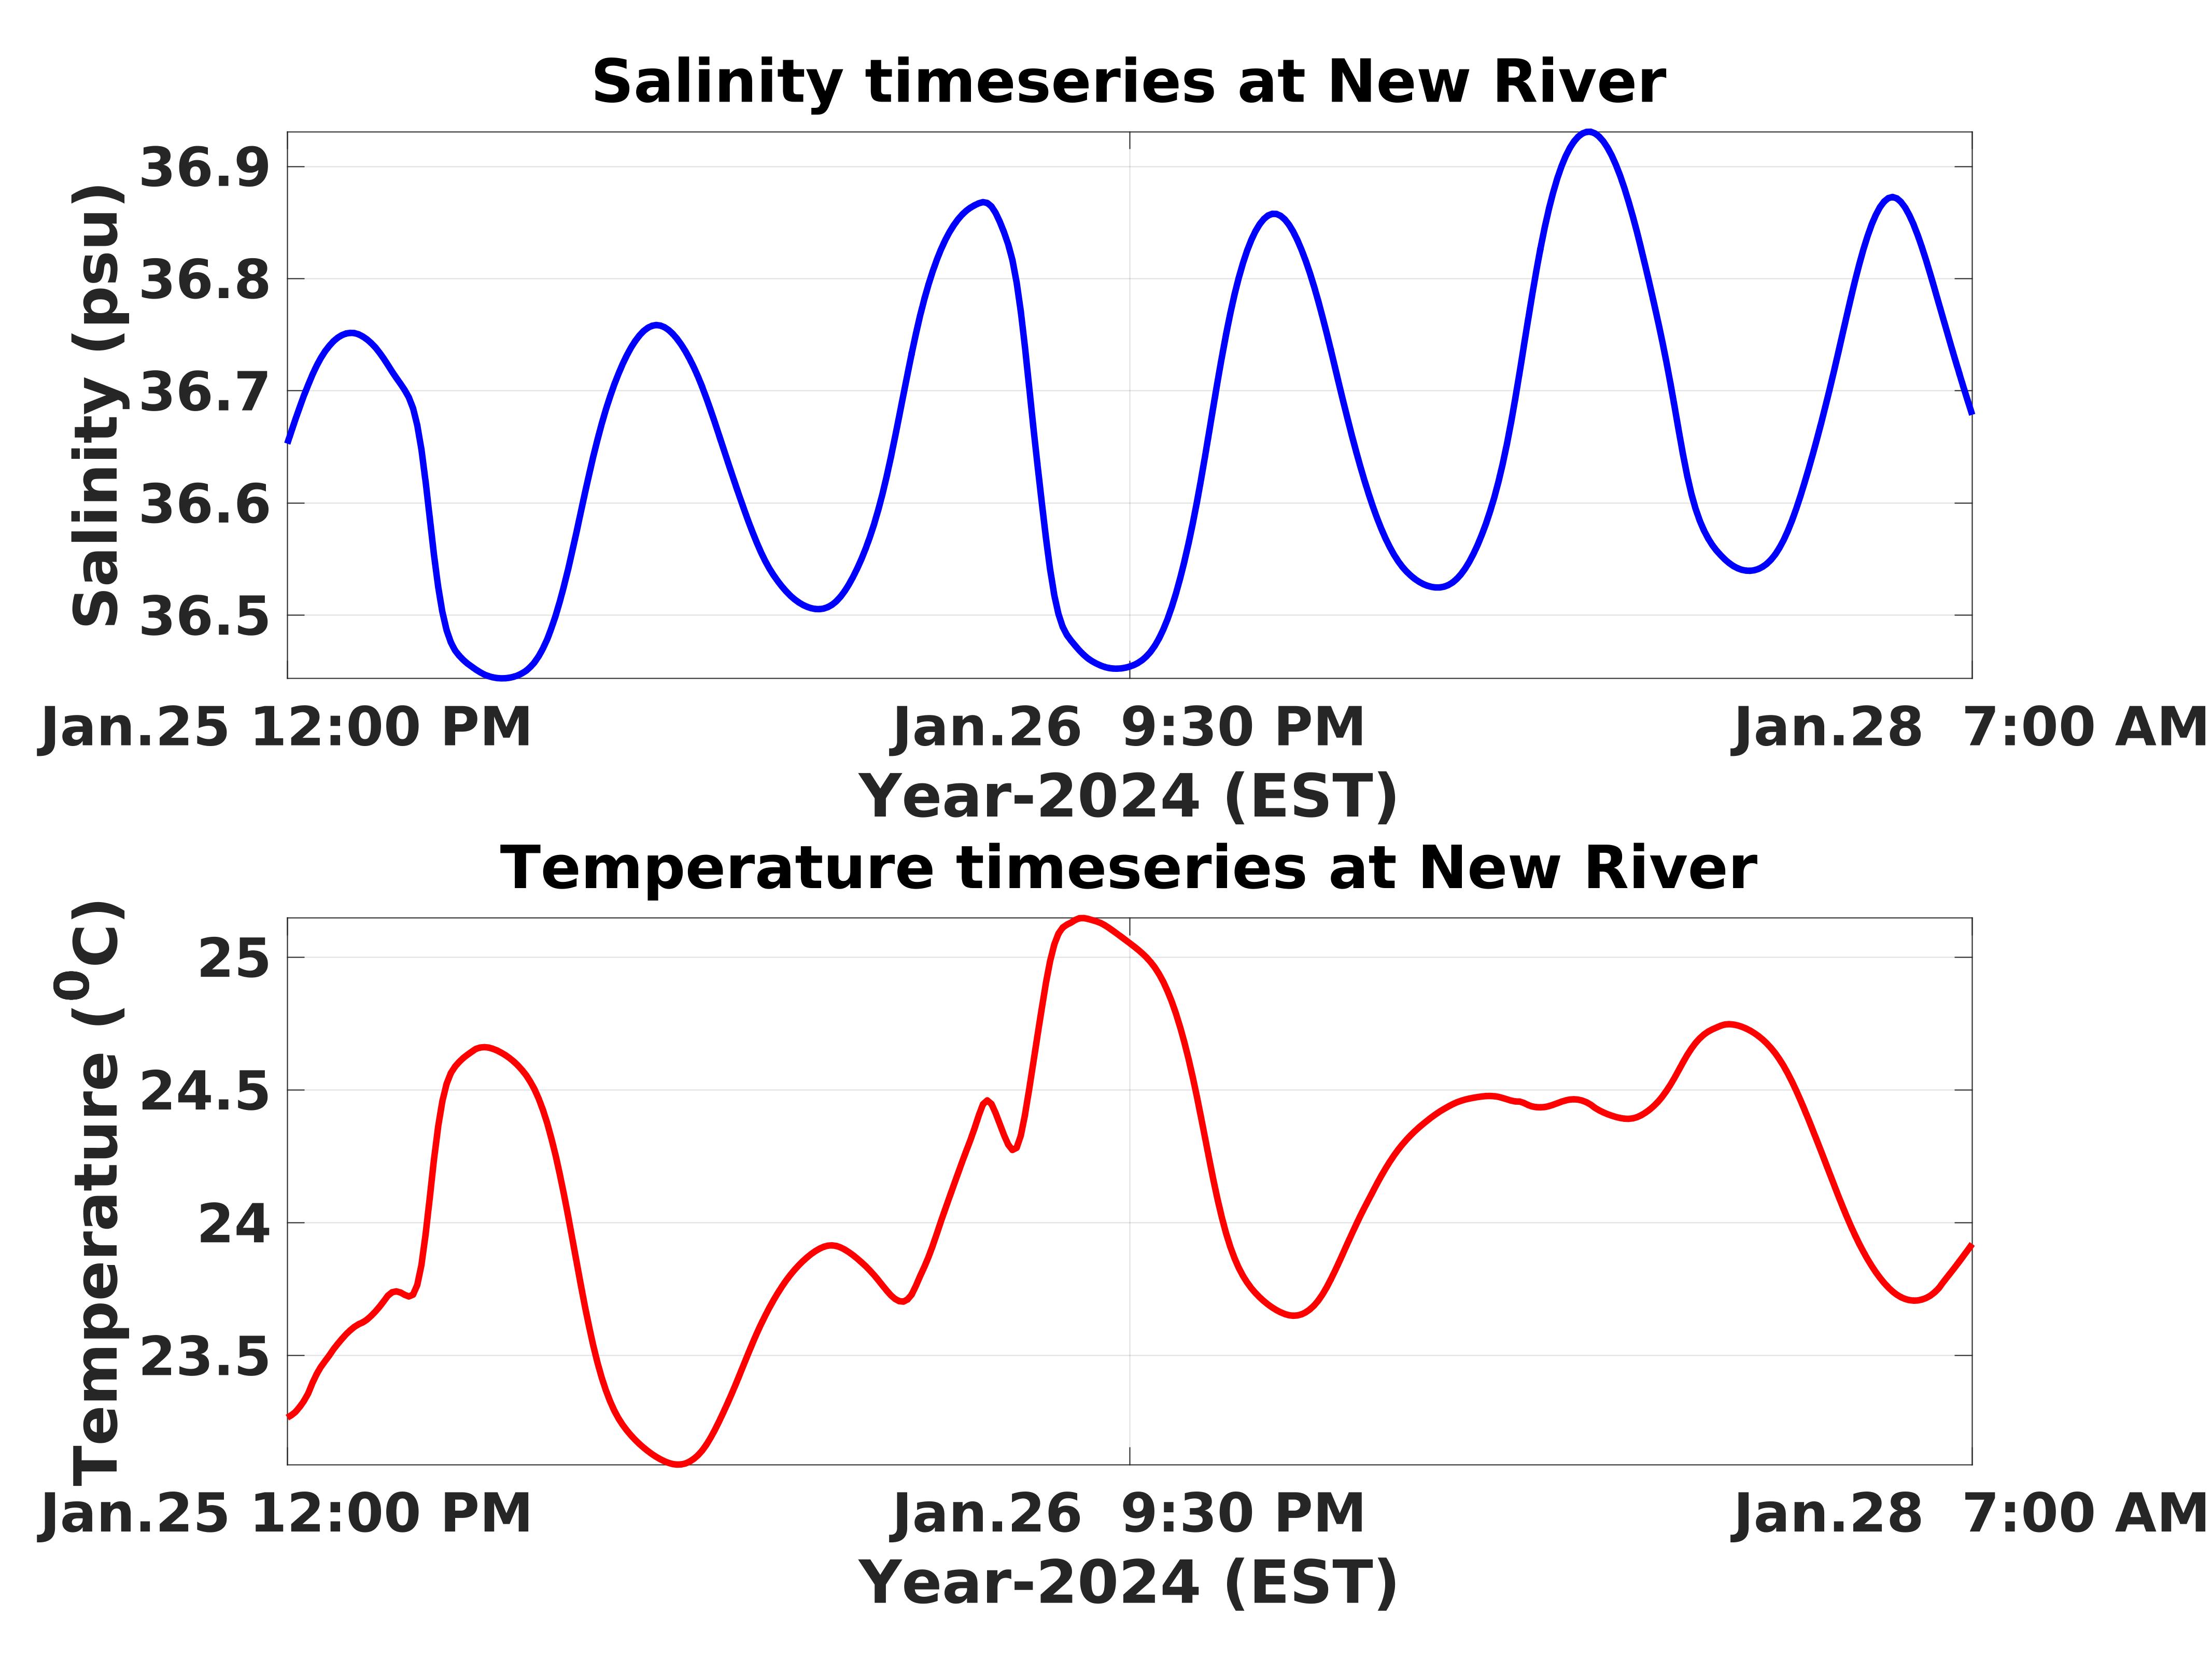 Salinity timeseries at New River
Salinity (psu)
36.9
36.8
36.7
36.6
36.5
Jan.25 12:00 PM Jan.26  9:30 PM Jan.28  7:00 AM
Year-2024 (EST)
Temperature timeseries at New River
Temperature (⁰C)
25
24.5
24
23.5
Jan.25 12:00 PM Jan.26  9:30 PM Jan.28  7:00 AM
Year-2024 (EST)